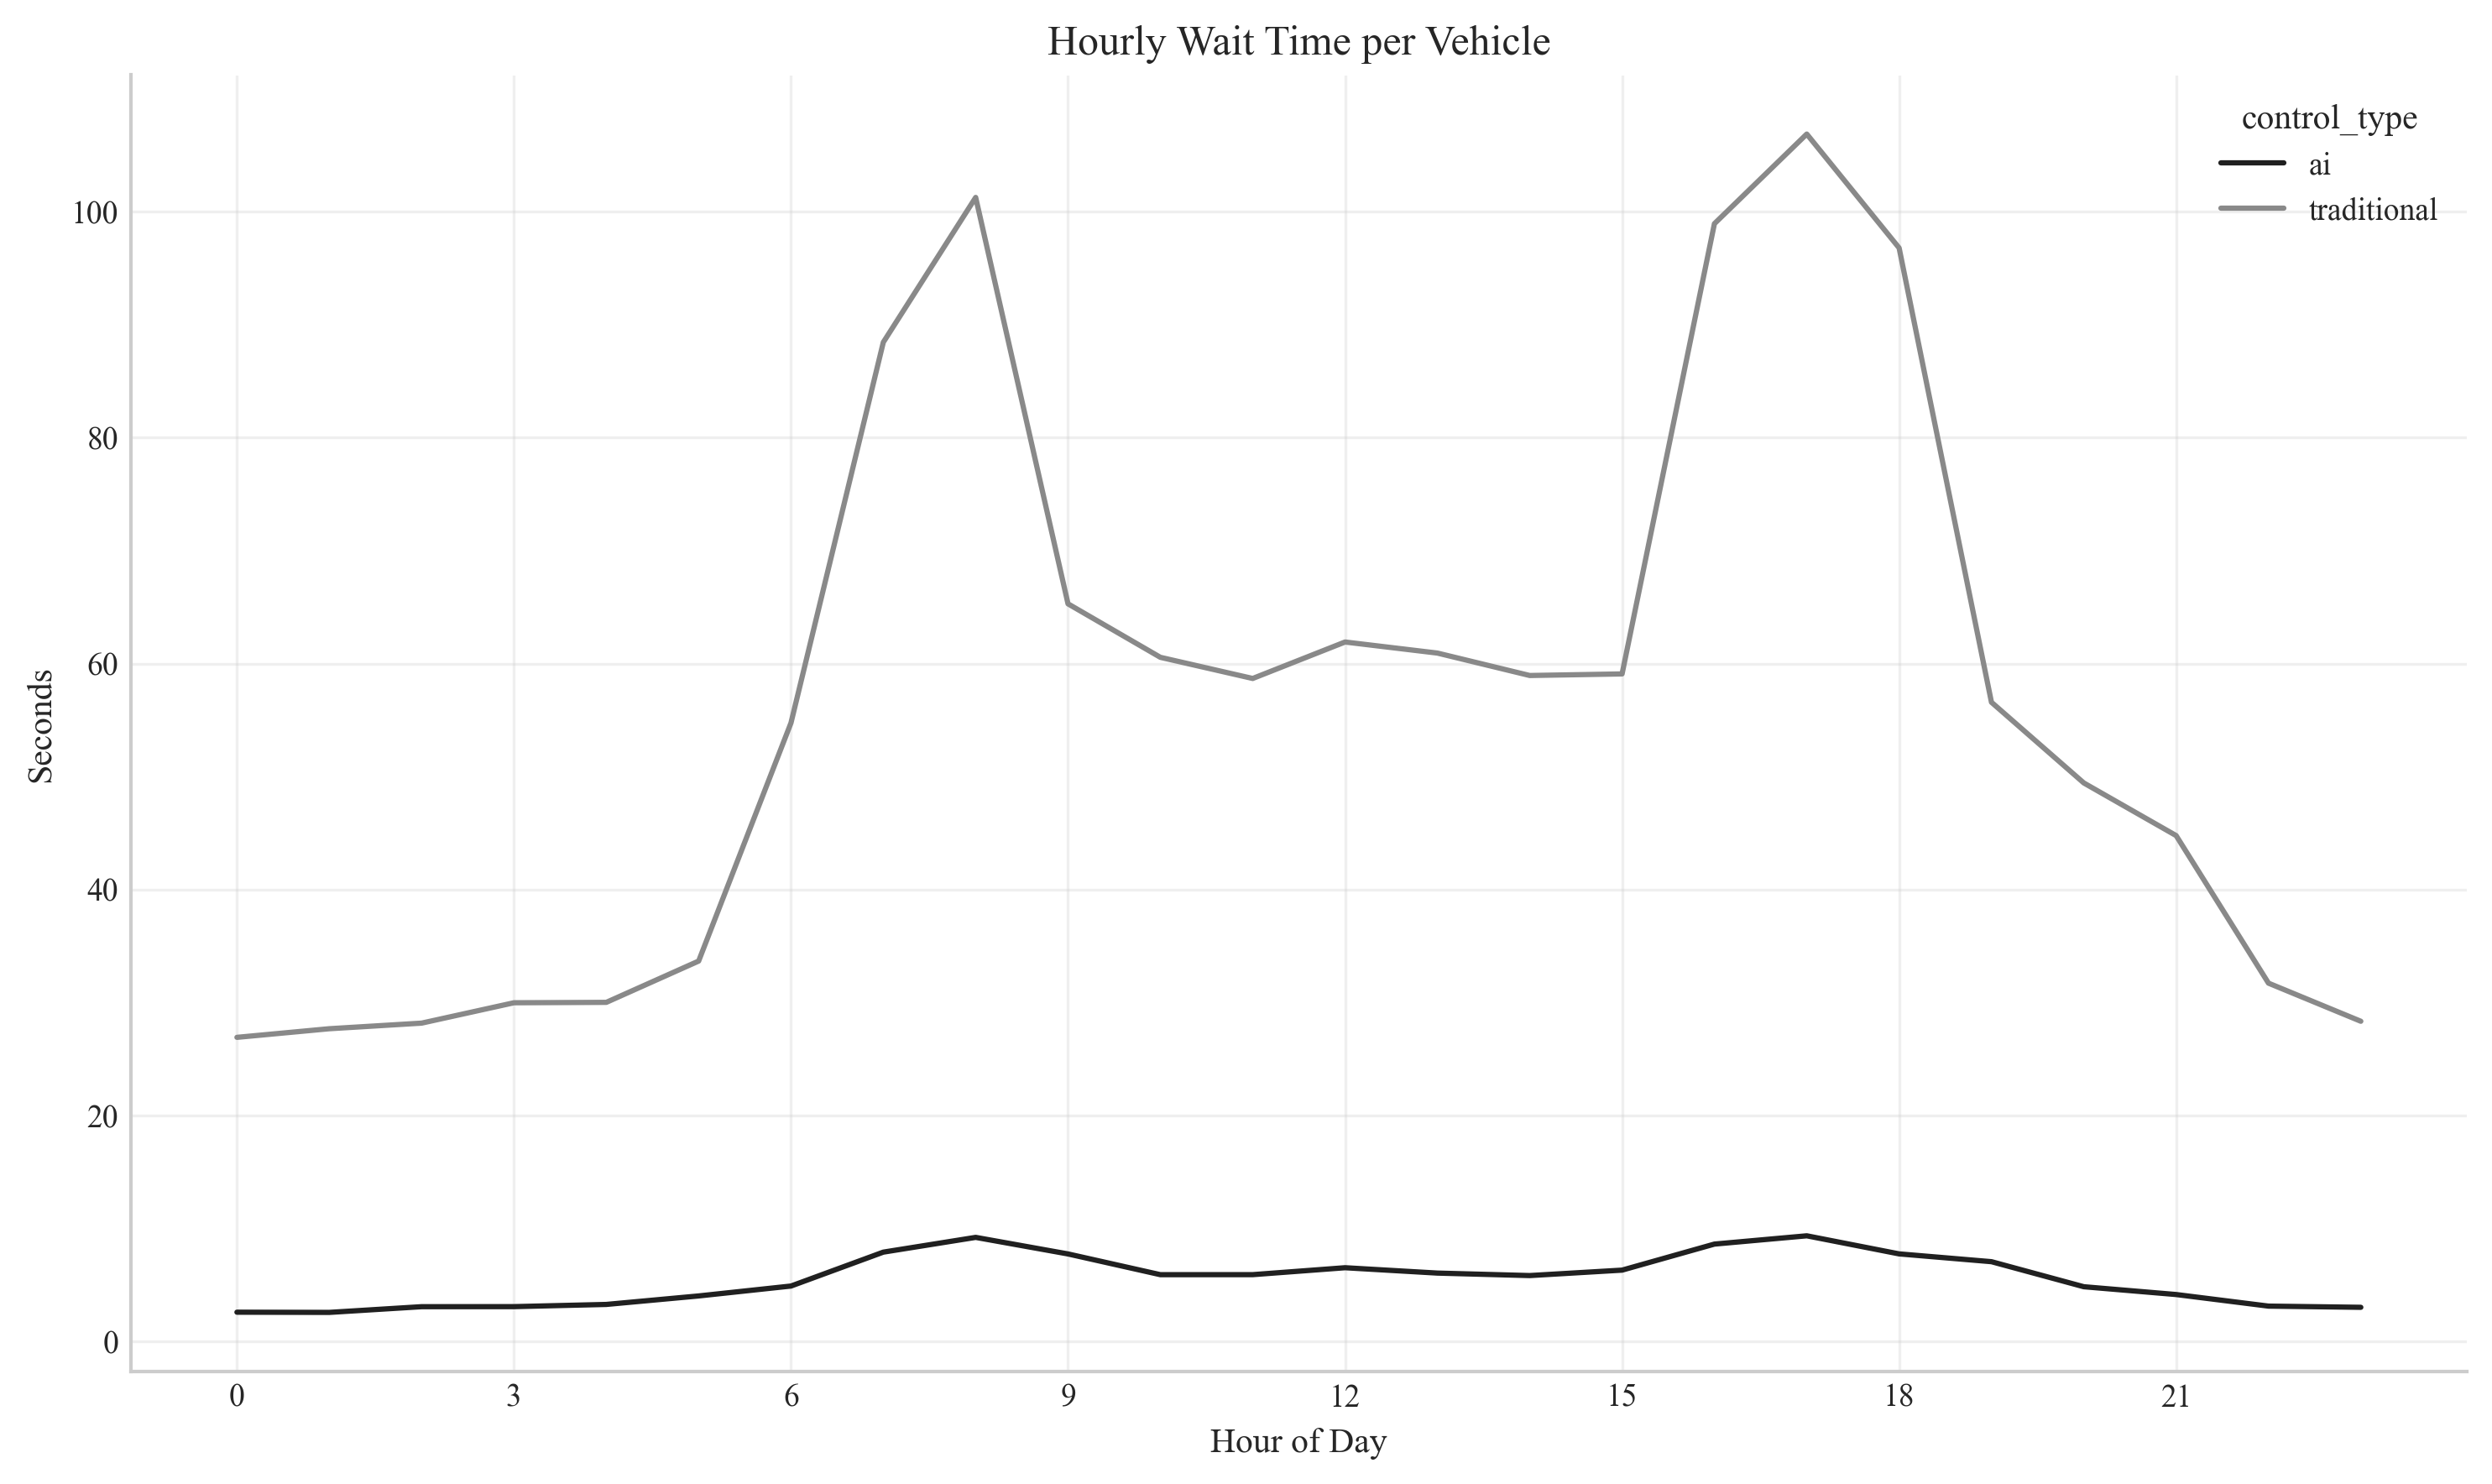 Hourly Wait Time per Vehicle
control_type
ai
traditional
100
80
60
40
20
0
Seconds
0 3 6 9 12 15 18 21
Hour of Day